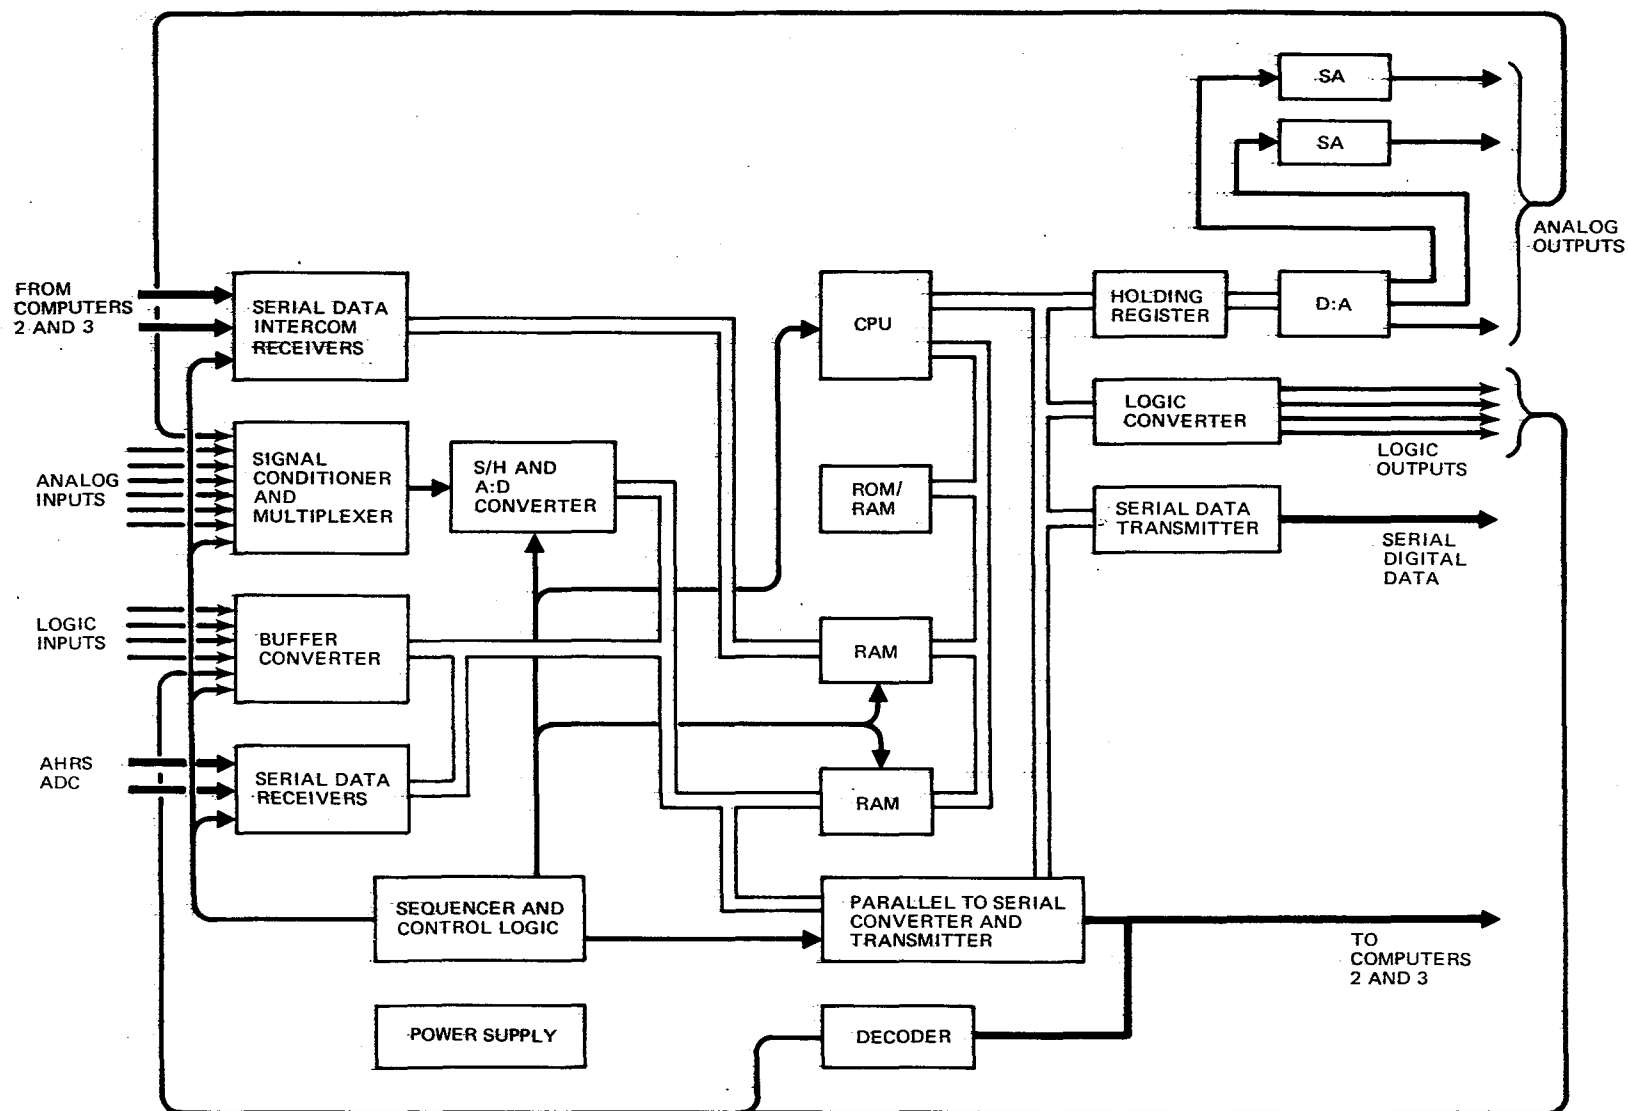 SA
SA
ANALOG
OUTPUTS
FROM
COMPUTERS
2 AND 3
SERIAL DATA
INTERCOM
RECEIVERS
CPU
HOLDING
REGISTER
D:A
LOGIC
CONVERTER
LOGIC
OUTPUTS
ANALOG
INPUTS
SIGNAL
CONDITIONER
AND
MULTIPLEXER
S/H AND
A:D
CONVERTER
ROM/
RAM
SERIAL DATA
TRANSMITTER
SERIAL
DIGITAL
DATA
LOGIC
INPUTS
BUFFER
CONVERTER
RAM
AHRS
ADC
SERIAL DATA
RECEIVERS
RAM
SEQUENCER AND
CONTROL LOGIC
PARALLEL TO SERIAL
CONVERTER AND
TRANSMITTER
TO
COMPUTERS
2 AND 3
POWER SUPPLY
DECODER